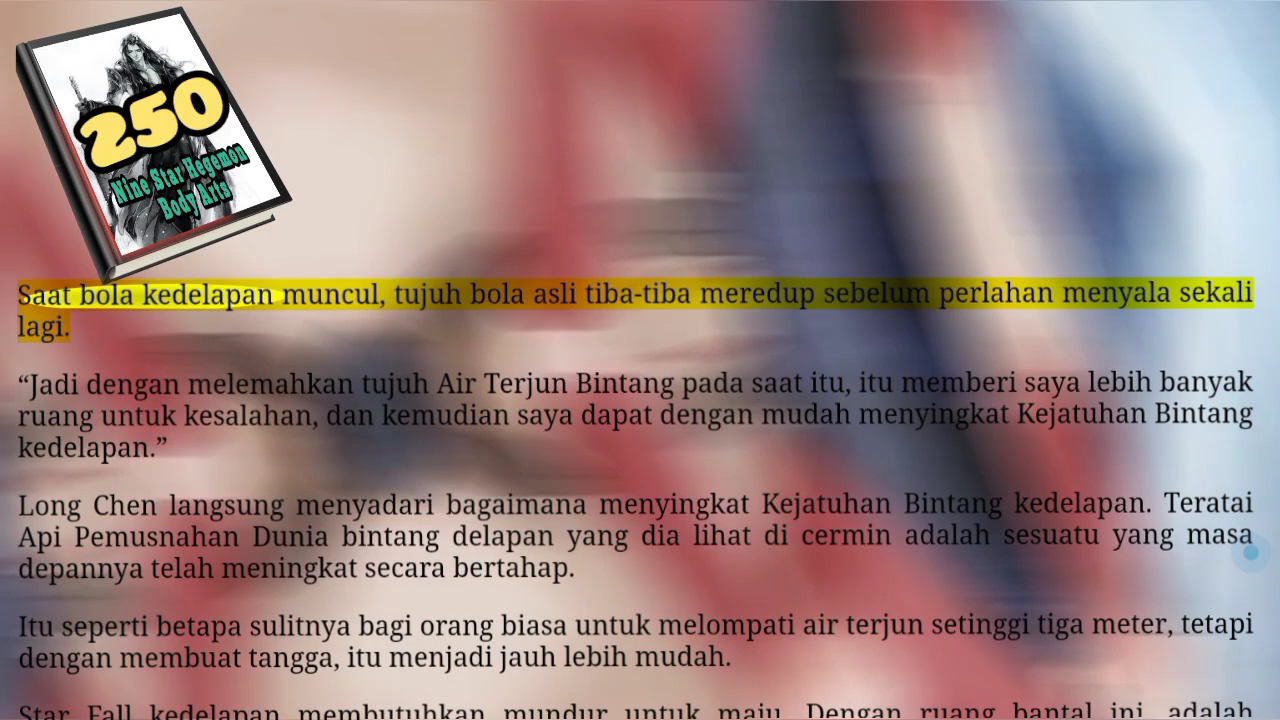 250
Nine Star Hegemon
Body Arts
Saat bola kedelapan muncul, tujuh bola asli tiba-tiba meredup sebelum perlahan menyala sekali
lagi.
“Jadi dengan melemahkan tujuh Air Terjun Bintang pada saat itu, itu memberi saya lebih banyak
ruang untuk kesalahan, dan kemudian saya dapat dengan mudah menyingkat Kejatuhan Bintang
kedelapan.”
Long Chen langsung menyadari bagaimana menyingkat Kejatuhan Bintang kedelapan. Teratai
Api Pemusnahan Dunia bintang delapan yang dia lihat di cermin adalah sesuatu yang masa
depannya telah meningkat secara bertahap.
Itu seperti betapa sulitnya bagi orang biasa untuk melompati air terjun setinggi tiga meter, tetapi
dengan membuat tangga, itu menjadi jauh lebih mudah.
Star Fall kedelapan membutuhkan mundur untuk maju. Dengan ruang bantal ini, adalah